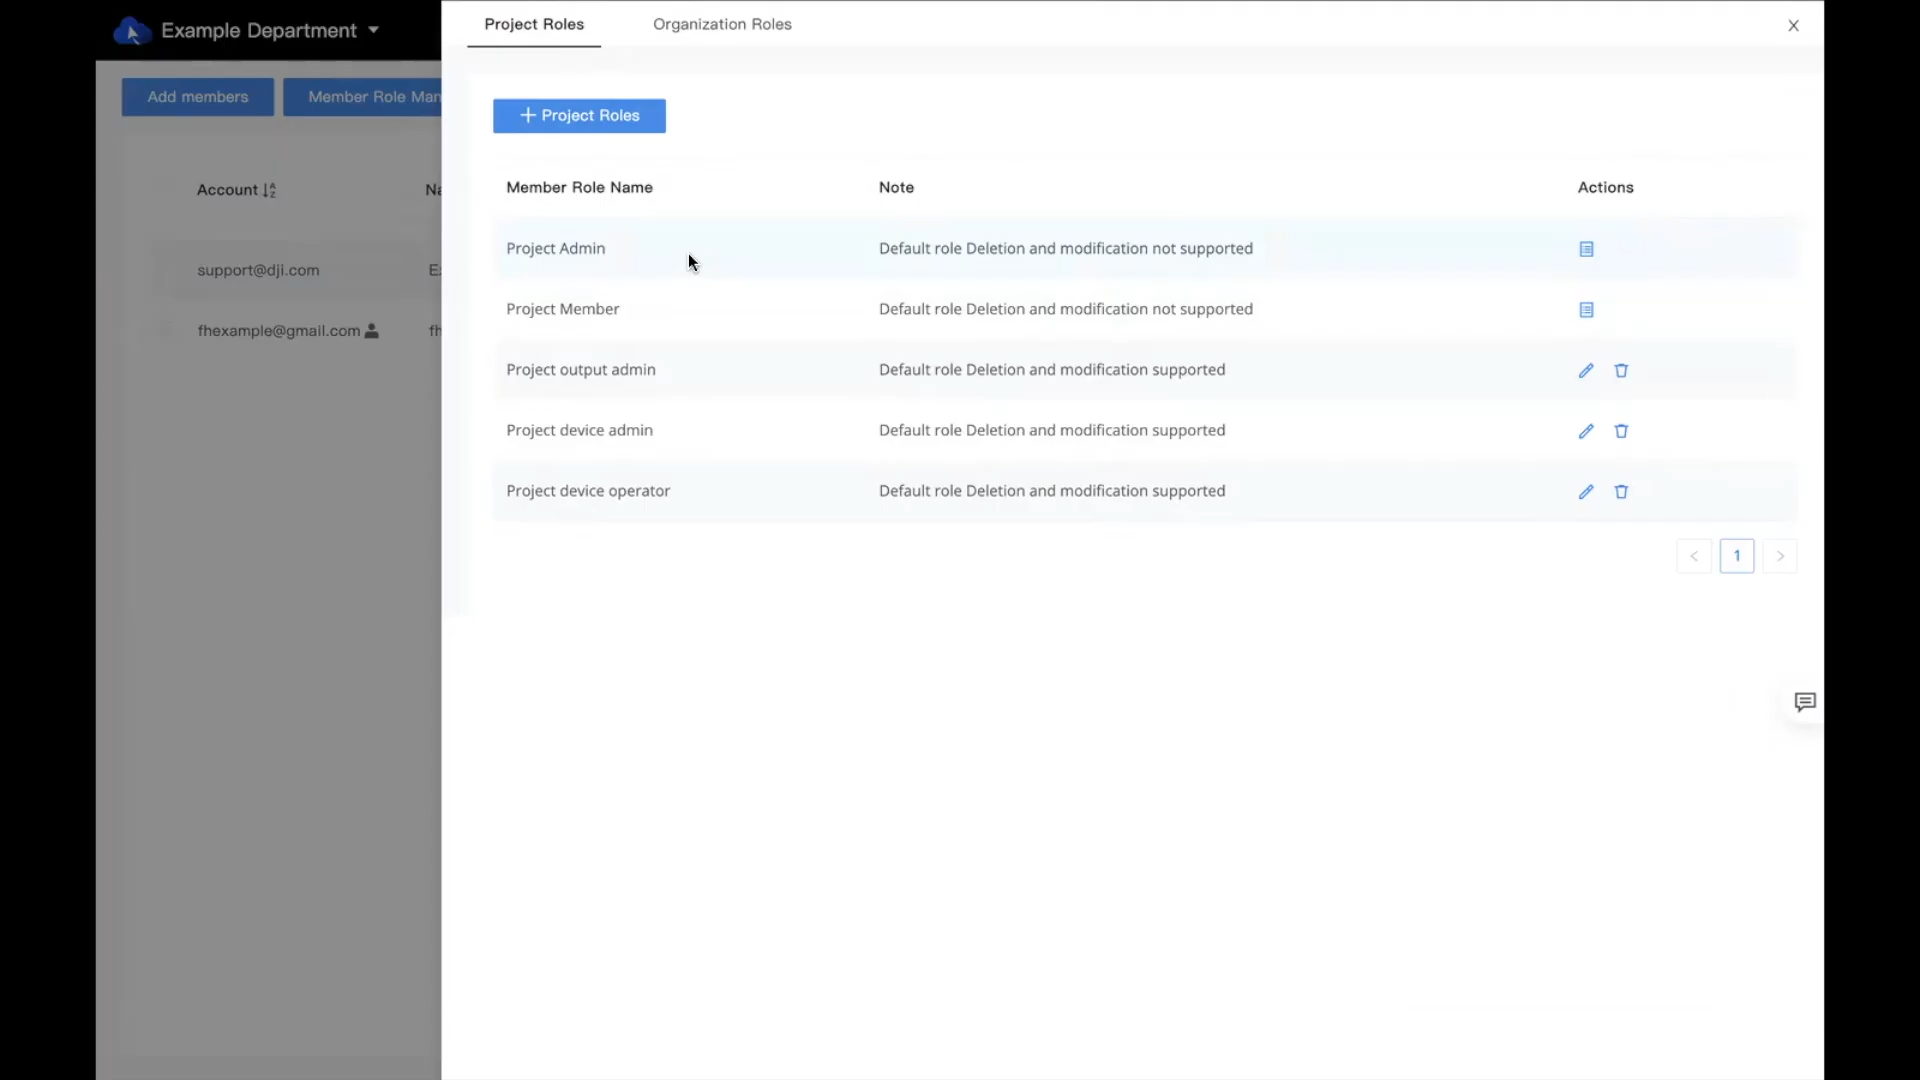 Example Department
Project Roles
Organization Roles
Add members
Member Role Man
+ Project Roles
Account
Na
Member Role Name
Note
Actions
support@dji.com
Project Admin
Default role Deletion and modification not supported
fhexample@gmail.com
fh
Project Member
Default role Deletion and modification not supported
Project output admin
Default role Deletion and modification supported
Project device admin
Default role Deletion and modification supported
Project device operator
Default role Deletion and modification supported
< 1 >